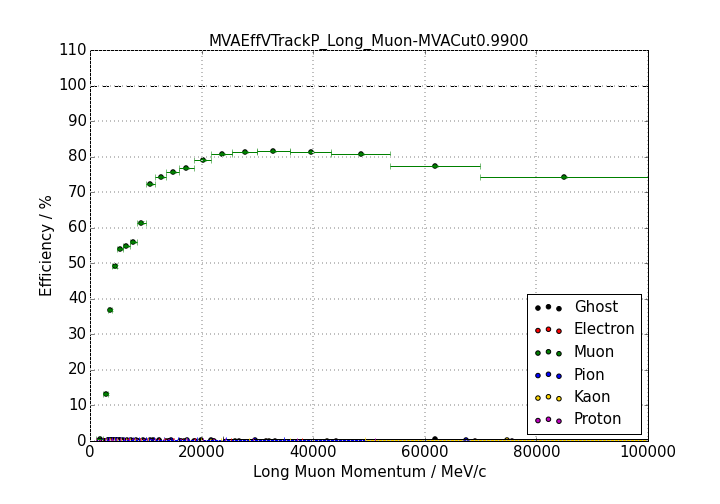 MVAEffVTrackP_Long_Muon-MVACut0.9900
110
100
90
80
70
60
50
40
30
20
10
0
Efficiency / %
Ghost
Electron
Muon
Pion
Kaon
Proton
0 20000 40000 60000 80000 100000
Long Muon Momentum / MeV/c